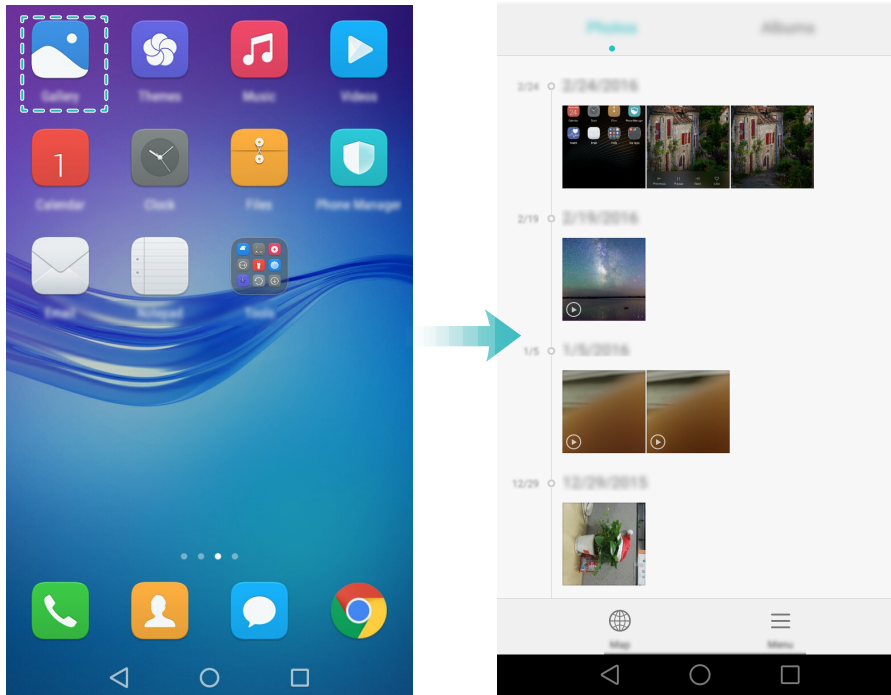 Gallery
Themes
Music
Videos
1
Calendar
Clock
Files
Phone Manager
Email
Notepad
Tools
Photos
Albums
2/24
2/24/2016
2/19
2/19/2016
1/5
1/5/2016
12/29
12/29/2015
Map
Menu